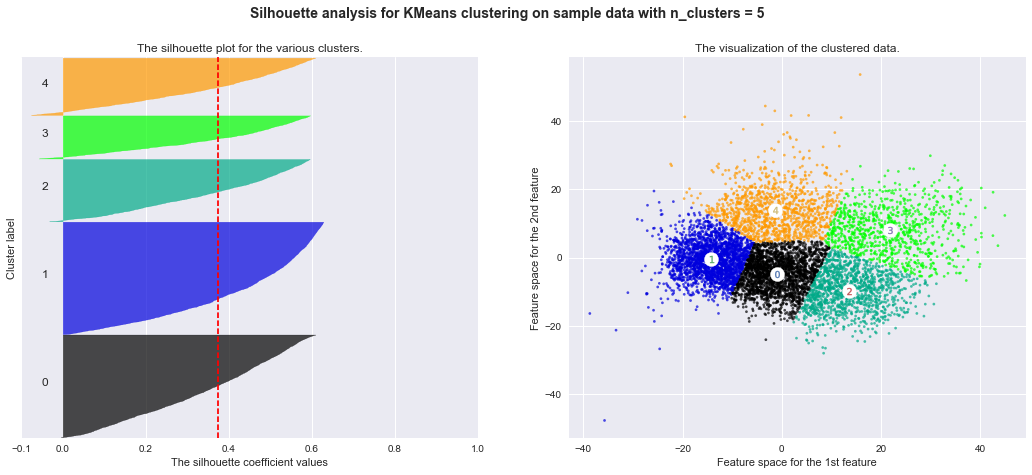 Silhouette analysis for KMeans clustering on sample data with n_clusters = 5
The silhouette plot for the various clusters.
Cluster label
4
3
2
1
0
−0.1 0.0 0.2 0.4 0.6 0.8 1.0
The silhouette coefficient values
The visualization of the clustered data.
Feature space for the 2nd feature
40
20
0
−20
−40
4
3
1
0
2
−40 −20 0 20 40
Feature space for the 1st feature